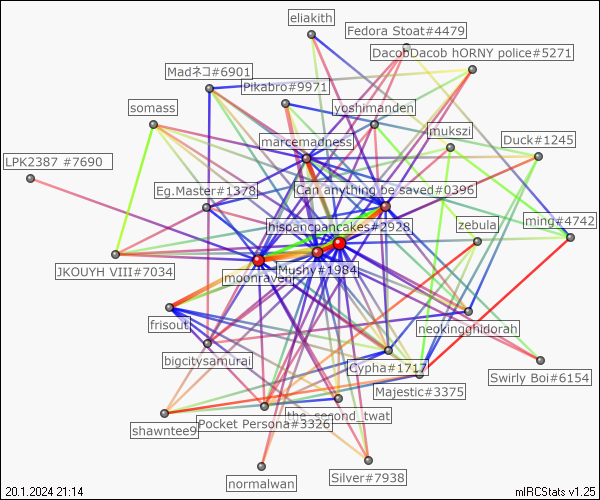 eliakith
Fedora Stoat#4479
DacobDacob hORNY police#5271
Madネコ#6901
Pikabro#9971
somass
yoshimanden
mukszi
marcemadness
Duck#1245
LPK2387 #7690
Eg.Master#1378
Can anything be saved#0396
hispancpancakes#2928
zebula
ming#4742
JKOUYH VIII#7034
moonraven
Mushy#1984
frisout
neokingghidorah
bigcitysamurai
Cypha#1717
Swirly Boi#6154
Majestic#3375
the_second_twat
shawntee9
Pocket Persona#3326
normalwan
Silver#7938
20.1.2024 21:14
mIRCStats v1.25